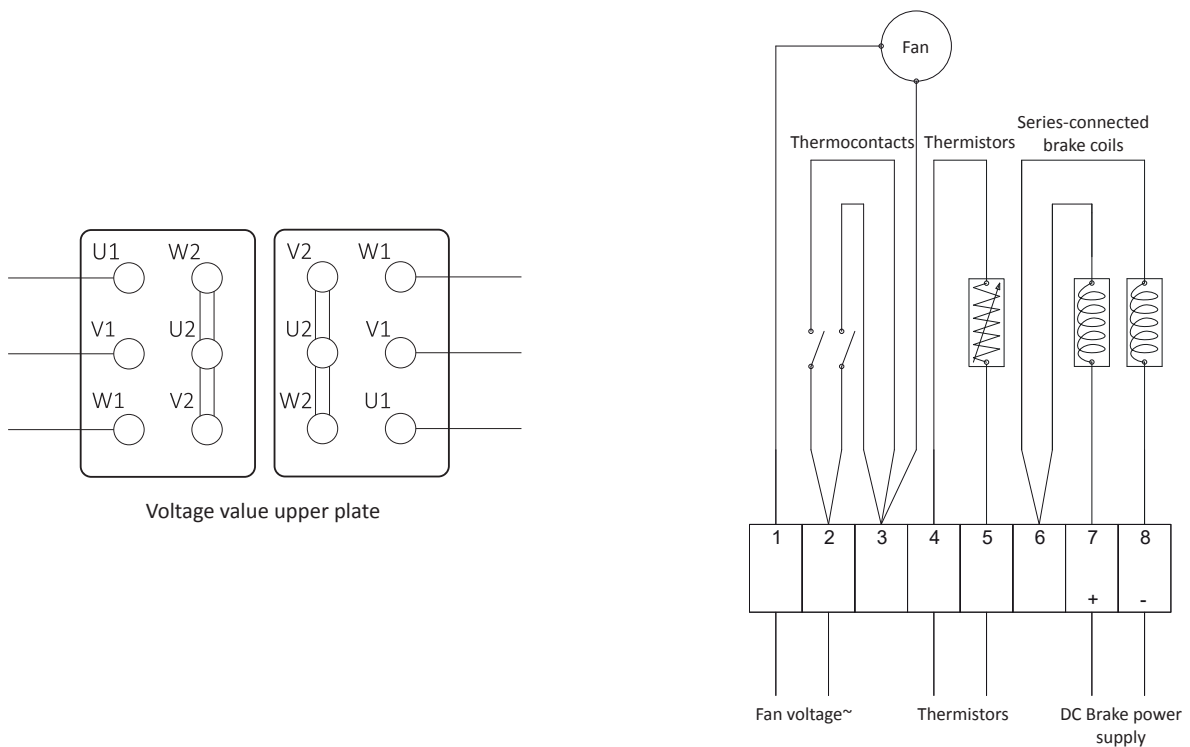 U1 W2
V1 U2
W1 V2
V2 W1
U2 V1
W2 U1
Voltage value upper plate
Fan
Thermocontacts
Thermistors
Series-connected
brake coils
1 2 3 4 5 6 7 8
+ -
Fan voltage~
Thermistors
DC Brake power
supply